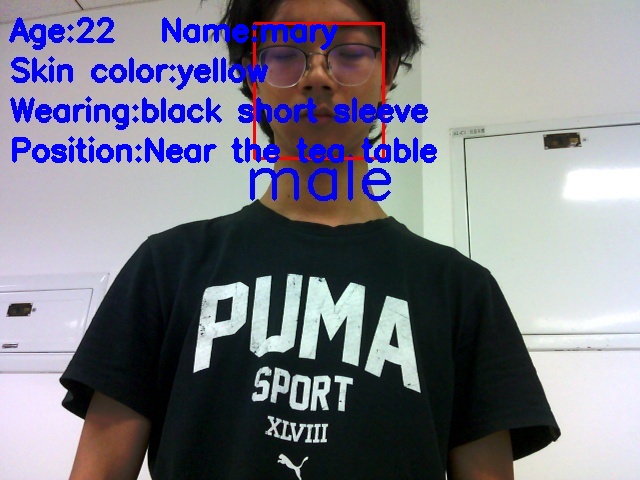 Age:22 Name:mary
Skin color:yellow
Wearing:black short sleeve
Position:Near the tea table
male
PUMA
SPORT
XLVIII